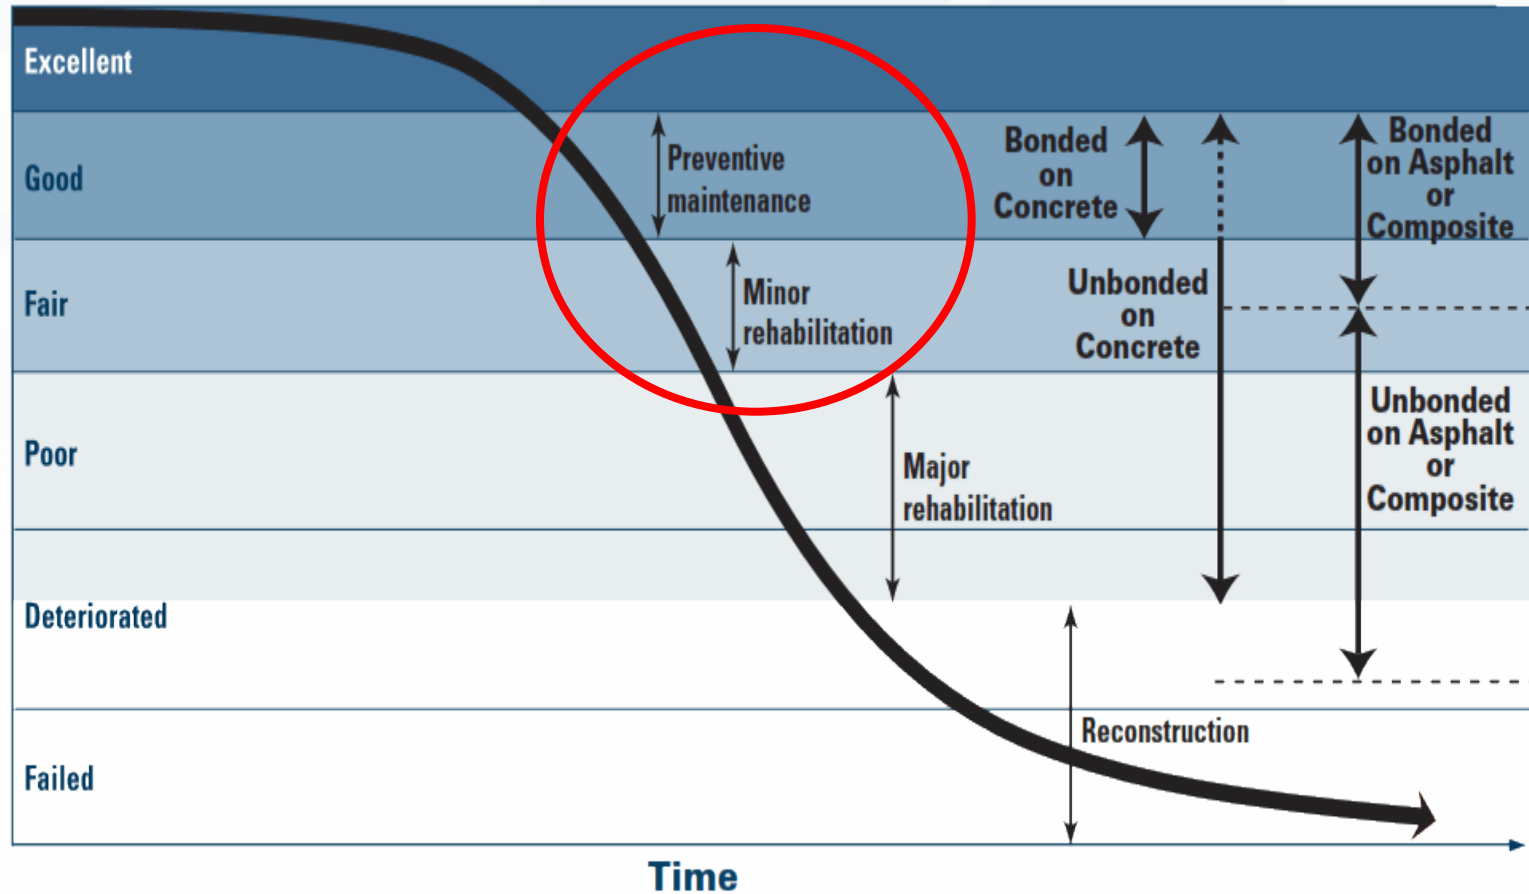 Excellent
Good
Fair
Poor
Deteriorated
Failed
Preventive
maintenance
Minor
rehabilitation
Major
rehabilitation
Reconstruction
Bonded
on
Concrete
Unbonded
on
Concrete
Bonded
on Asphalt
or
Composite
Unbonded
on Asphalt
or
Composite
Time